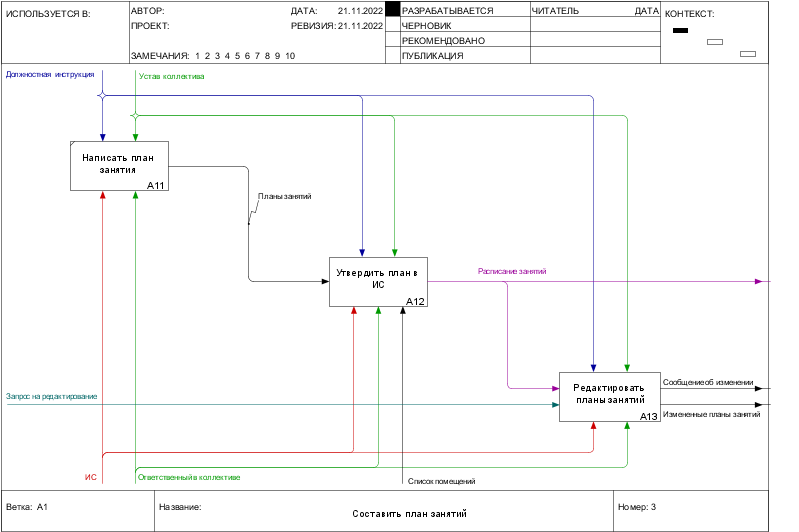 ИСПОЛЬЗУЕТСЯ В:
АВТОР:
ДАТА: 21.11.2022
РАЗРАБАТЫВАЕТСЯ
ЧИТАТЕЛЬ
ДАТА
КОНТЕКСТ:
ПРОЕКТ:
РЕВИЗИЯ: 21.11.2022
ЧЕРНОВИК
РЕКОМЕНДОВАНО
ЗАМЕЧАНИЯ: 1 2 3 4 5 6 7 8 9 10
ПУБЛИКАЦИЯ
Должностная инструкция
Устав коллектива
Написать план
занятия
A11
Планы занятий
Утвердить план в
ИС
A12
Расписание занятий
Редактировать
планы занятий
A13
Сообщение об изменении
Измененные планы занятий
Запрос на редактирование
ИС
Ответственный в коллективе
Список помещений
Ветка: A1
Название:
Составить план занятий
Номер: 3